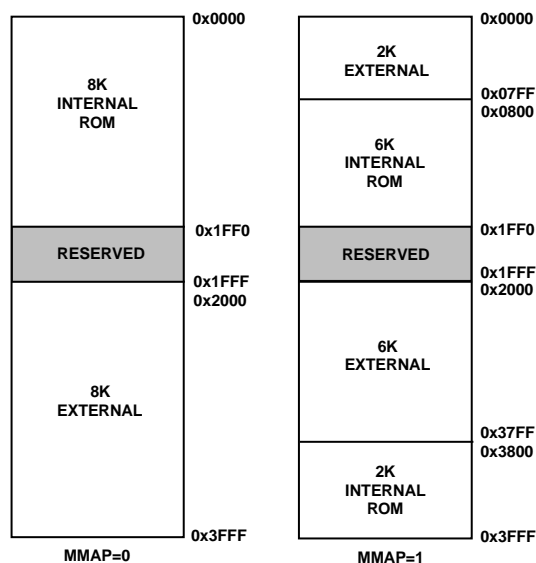 0x0000
8K
INTERNAL
ROM
0x1FF0
RESERVED
0x1FFF
0x2000
8K
EXTERNAL
0x3FFF
MMAP=0
0x0000
2K
EXTERNAL
0x07FF
0x0800
6K
INTERNAL
ROM
0x1FF0
RESERVED
0x1FFF
0x2000
6K
EXTERNAL
0x37FF
0x3800
2K
INTERNAL
ROM
0x3FFF
MMAP=1